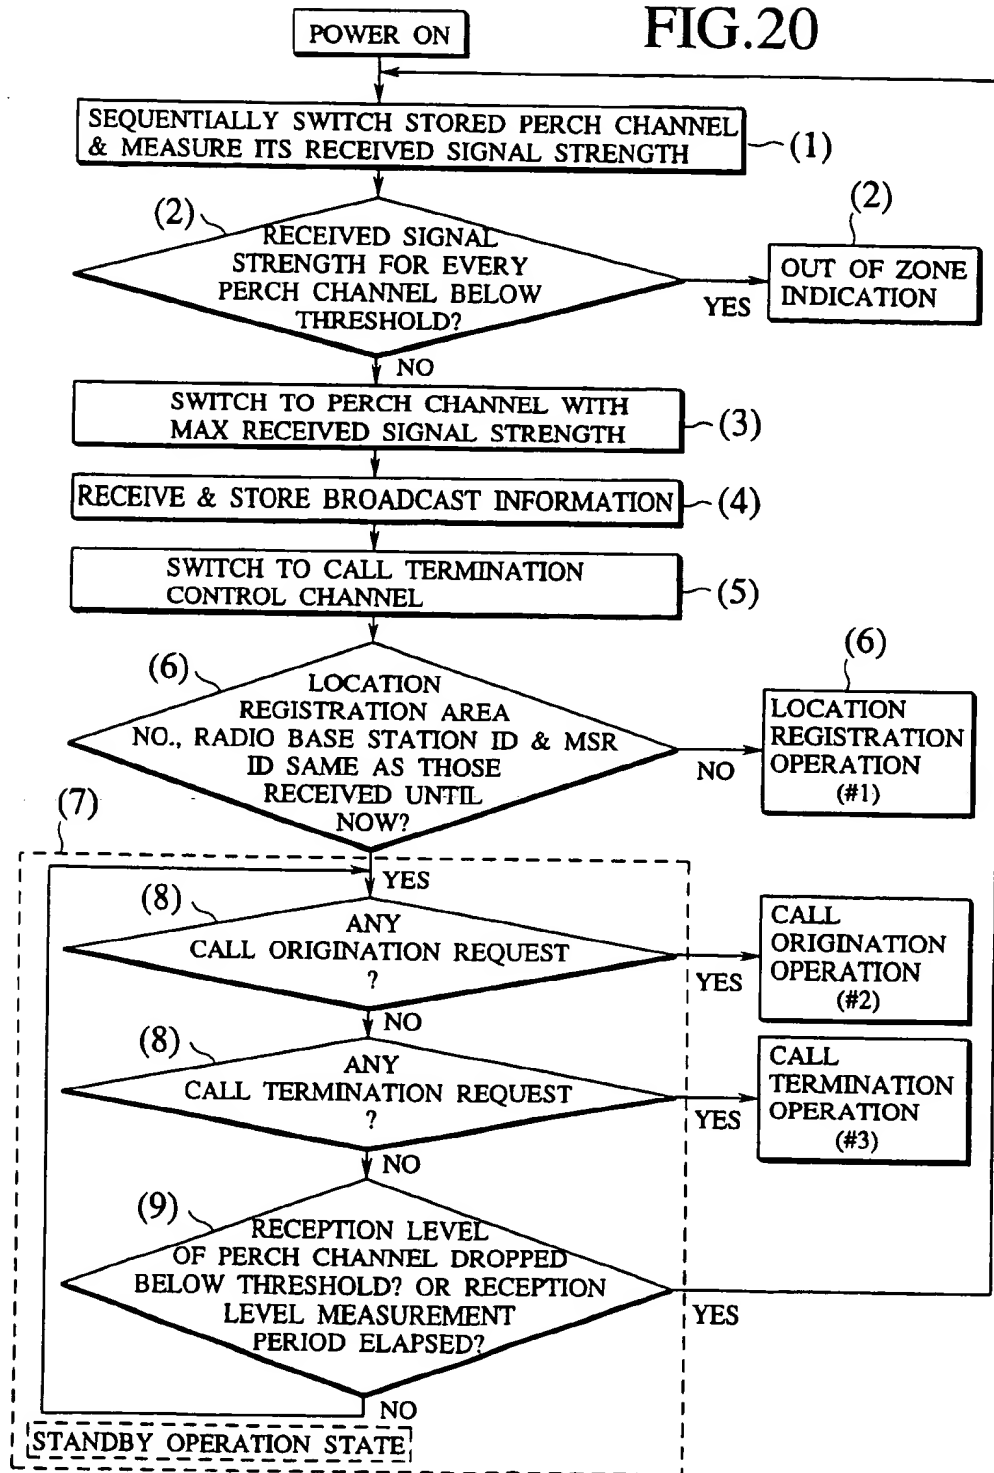 FIG.20
POWER ON
SEQUENTIALLY SWITCH STORED PERCH CHANNEL
& MEASURE ITS RECEIVED SIGNAL STRENGTH
(1)
(2)
RECEIVED SIGNAL
STRENGTH FOR EVERY
PERCH CHANNEL BELOW
THRESHOLD?
YES
(2)
OUT OF ZONE
INDICATION
NO
SWITCH TO PERCH CHANNEL WITH
MAX RECEIVED SIGNAL STRENGTH
(3)
RECEIVE & STORE BROADCAST INFORMATION
(4)
SWITCH TO CALL TERMINATION
CONTROL CHANNEL
(5)
(6)
LOCATION
REGISTRATION AREA
NO., RADIO BASE STATION ID & MSR
ID SAME AS THOSE
RECEIVED UNTIL
NOW?
NO
(6)
LOCATION
REGISTRATION
OPERATION
(#1)
(7)
YES
(8)
ANY
CALL ORIGINATION REQUEST
?
YES
CALL
ORIGINATION
OPERATION
(#2)
NO
(8)
ANY
CALL TERMINATION REQUEST
?
YES
CALL
TERMINATION
OPERATION
(#3)
NO
(9)
RECEPTION LEVEL
OF PERCH CHANNEL DROPPED
BELOW THRESHOLD? OR RECEPTION
LEVEL MEASUREMENT
PERIOD ELAPSED?
YES
NO
STANDBY OPERATION STATE